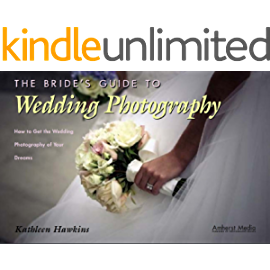 kindleunlimited
THE BRIDE'S GUIDE TO
Wedding Photography
How to Get the Wedding
Photography of Your
Dreams
Kathleen Hawkins
Amherst Media